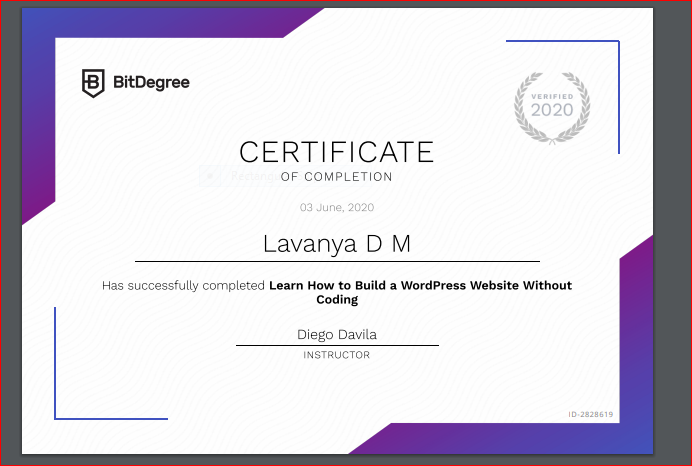 BitDegree
VERIFIED
2020
CERTIFICATE
OF COMPLETION
03 June, 2020
Lavanya D M
Has successfully completed Learn How to Build a WordPress Website Without
Coding
Diego Davila
INSTRUCTOR
ID-2828619